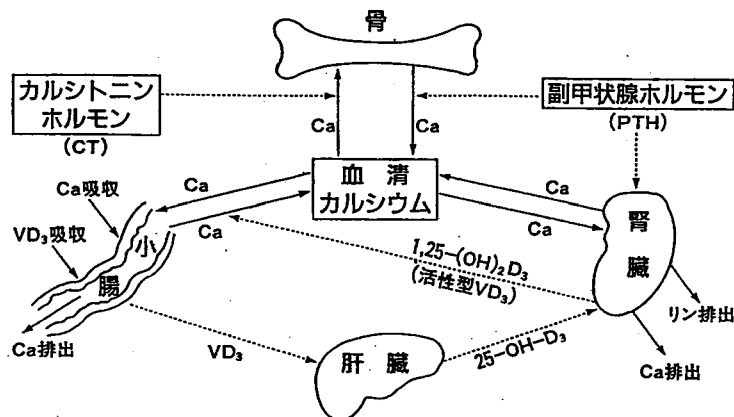 骨
カルシトニン
ホルモン
(CT)
副甲状腺ホルモン
(PTH)
Ca
Ca
血清
カルシウム
Ca
Ca
Ca
Ca
Ca吸収
VD₃吸収
小
腸
Ca排出
腎
臓
1,25-(OH)₂D₃
(活性型VD₃)
リン排出
Ca排出
VD₃
肝臓
25-OH-D₃